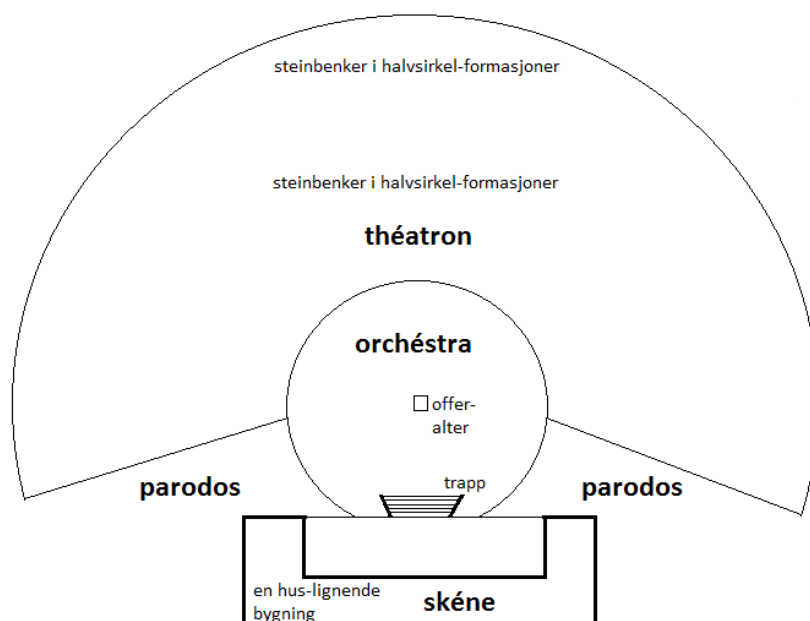 steinbenker i halvsirkel-formasjoner
steinbenker i halvsirkel-formasjoner
théatron
orchéstra
offer-
alter
trapp
parodos
parodos
en hus-lignende
bygning
skéne